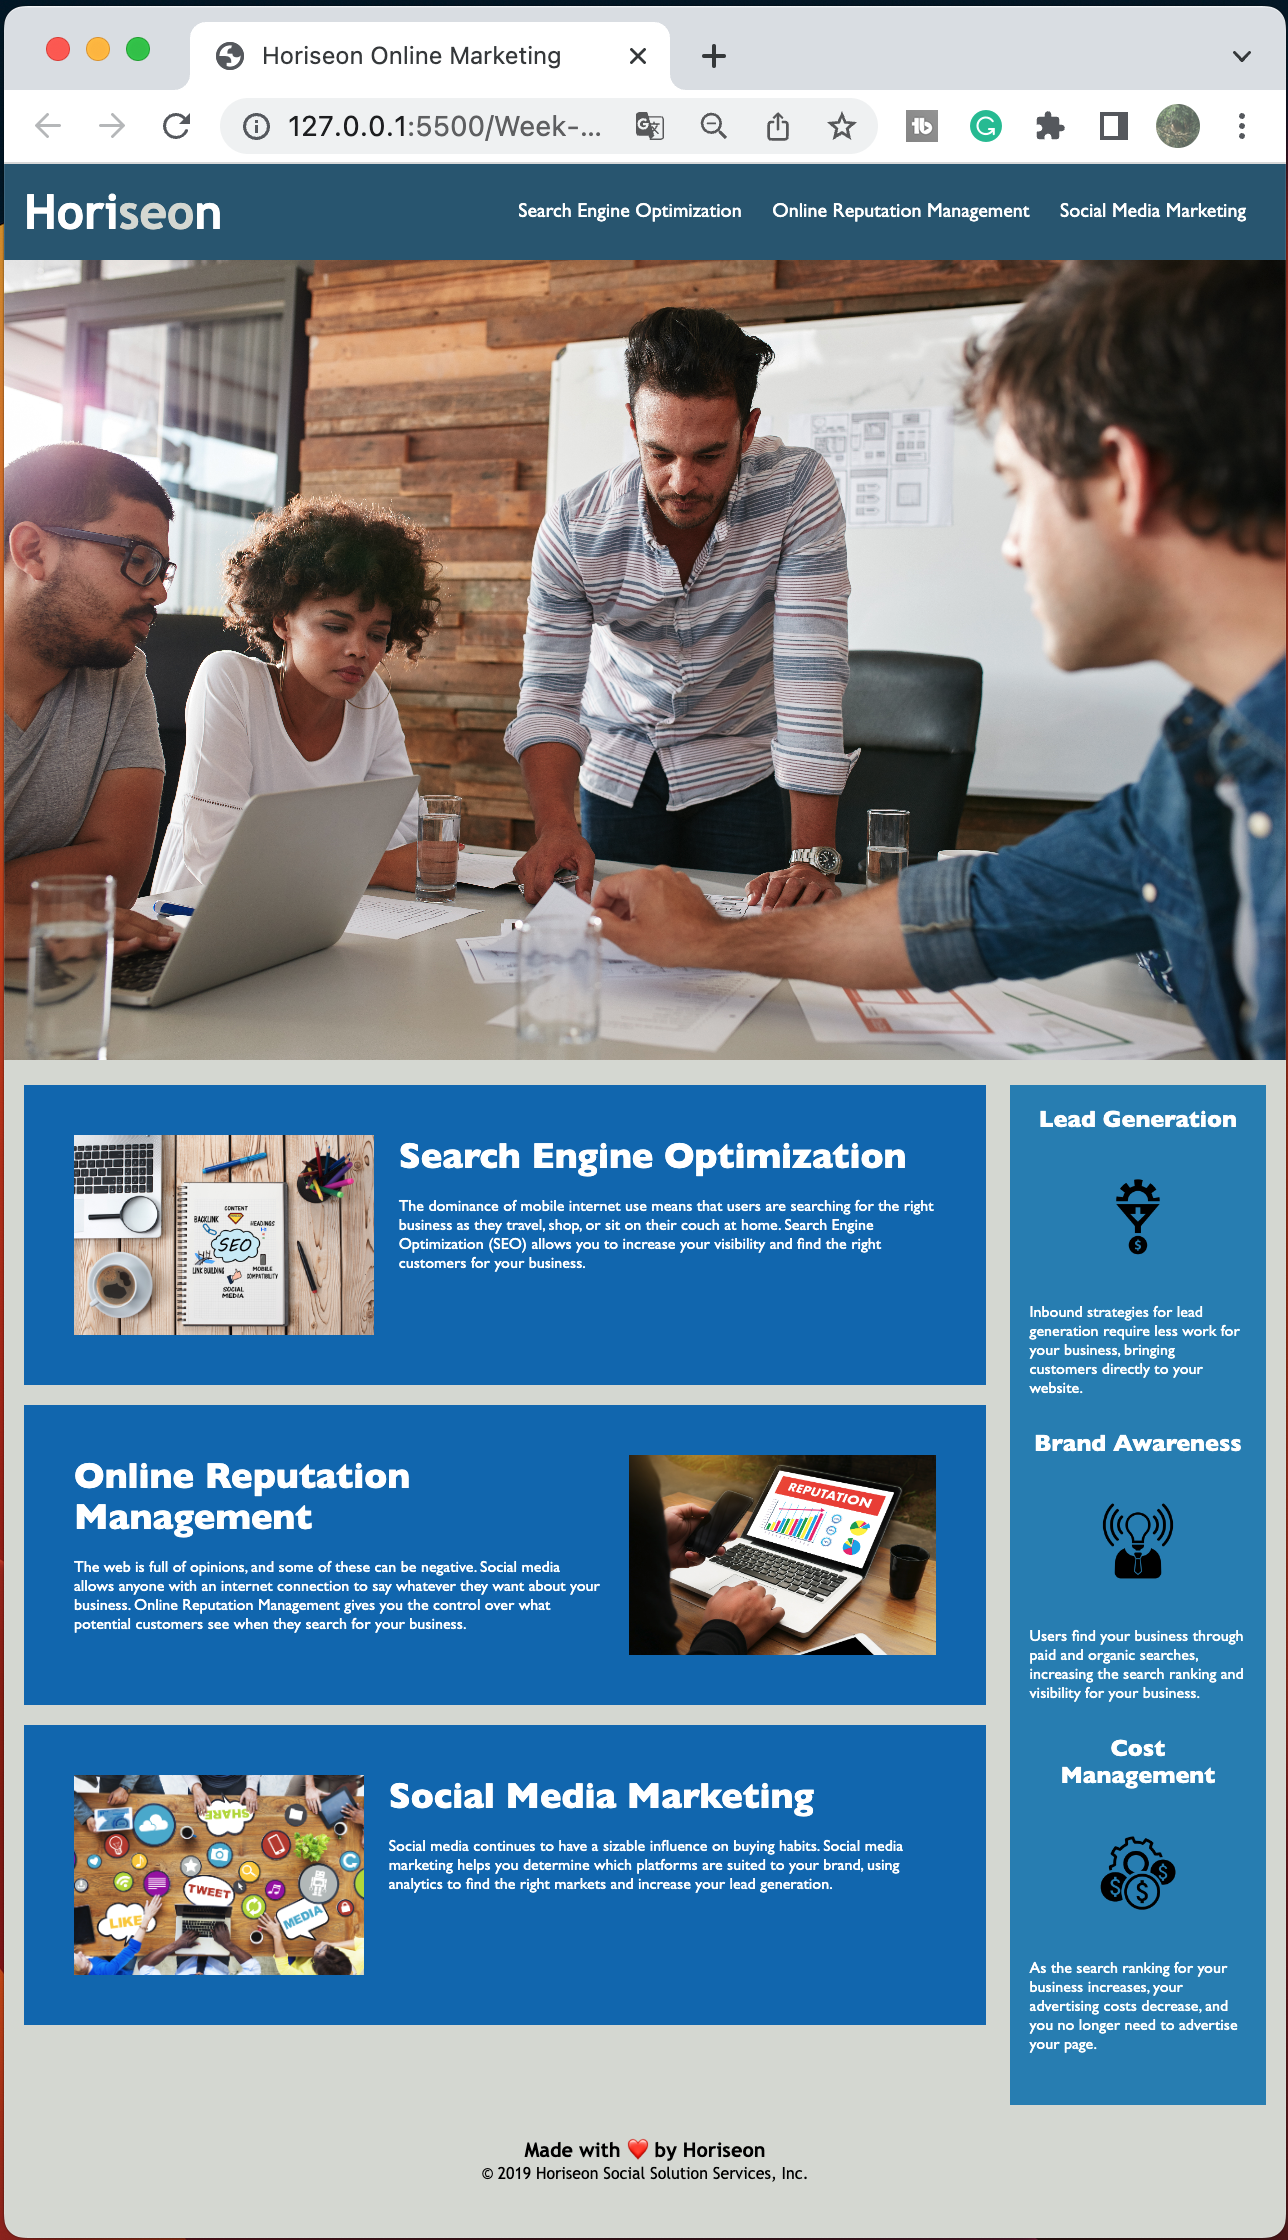 Horiseon Online Marketing
127.0.0.1:5500/Week-...
Horiseon
Search Engine Optimization
Online Reputation Management
Social Media Marketing
CONTENT
BACKLINK
HEADINGS
SEO
LINK BUILDING
MOBILE
COMPATIBILITY
SOCIAL
MEDIA
Search Engine Optimization
The dominance of mobile internet use means that users are searching for the right
business as they travel, shop, or sit on their couch at home. Search Engine
Optimization (SEO) allows you to increase your visibility and find the right
customers for your business.
Online Reputation
Management
The web is full of opinions, and some of these can be negative. Social media
allows anyone with an internet connection to say whatever they want about your
business. Online Reputation Management gives you the control over what
potential customers see when they search for your business.
REPUTATION
SHARE
TWEET
LIKE
MEDIA
Social Media Marketing
Social media continues to have a sizable influence on buying habits. Social media
marketing helps you determine which platforms are suited to your brand, using
analytics to find the right markets and increase your lead generation.
Lead Generation
$
Inbound strategies for lead
generation require less work for
your business, bringing
customers directly to your
website.
Brand Awareness
Users find your business through
paid and organic searches,
increasing the search ranking and
visibility for your business.
Cost
Management
$ $ $
As the search ranking for your
business increases, your
advertising costs decrease, and
you no longer need to advertise
your page.
Made with ❤️ by Horiseon
© 2019 Horiseon Social Solution Services, Inc.